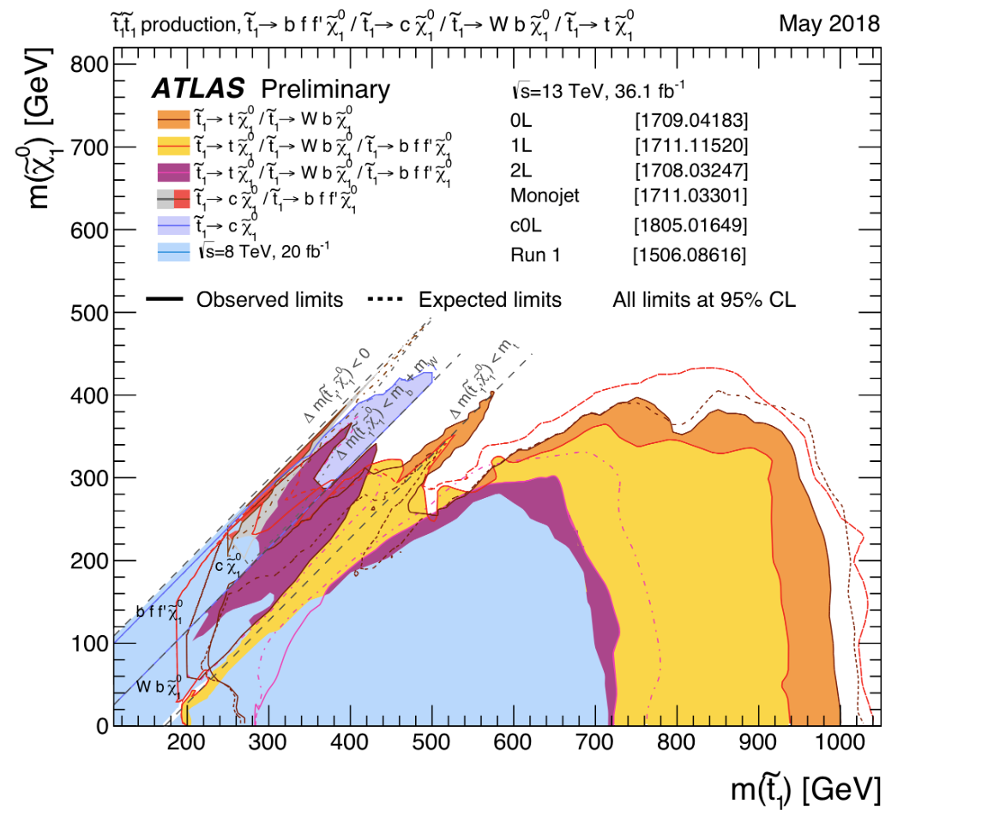 t̃₁t̃₁ production, t̃₁→ b f f' χ̃₁⁰ / t̃₁→ c χ̃₁⁰ / t̃₁→ W b χ̃₁⁰ / t̃₁→ t χ̃₁⁰ May 2018
m(χ̃₁⁰) [GeV]
800
700
600
500
400
300
200
100
0
ATLAS Preliminary
√s=13 TeV, 36.1 fb⁻¹
t̃₁→ t χ̃₁⁰ / t̃₁→ W b χ̃₁⁰ 0L [1709.04183]
t̃₁→ t χ̃₁⁰ / t̃₁→ W b χ̃₁⁰ / t̃₁→ b f f' χ̃₁⁰ 1L [1711.11520]
t̃₁→ t χ̃₁⁰ / t̃₁→ W b χ̃₁⁰ / t̃₁→ b f f' χ̃₁⁰ 2L [1708.03247]
t̃₁→ c χ̃₁⁰ / t̃₁→ b f f' χ̃₁⁰ Monojet [1711.03301]
t̃₁→ c χ̃₁⁰ c0L [1805.01649]
√s=8 TeV, 20 fb⁻¹ Run 1 [1506.08616]
Observed limits Expected limits All limits at 95% CL
Δ m(t̃₁,χ̃₁⁰) < 0
Δ m(t̃₁,χ̃₁⁰) < m_b + m_W
Δ m(t̃₁,χ̃₁⁰) < m_t
c χ̃₁⁰
b f f' χ̃₁⁰
W b χ̃₁⁰
200 300 400 500 600 700 800 900 1000
m(t̃₁) [GeV]